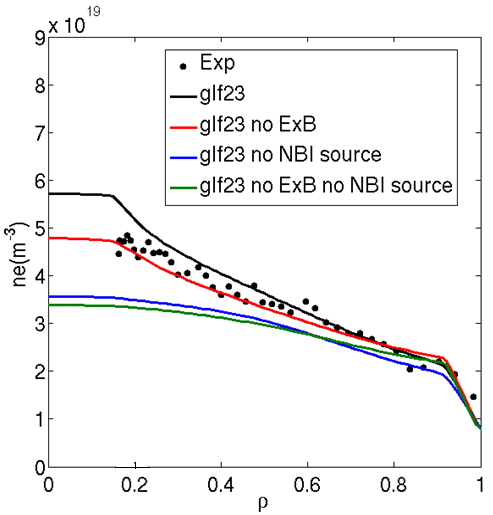 x 10^19
9
8
7
6
5
4
3
2
1
0
ne(m^-3)
Exp
glf23
glf23 no ExB
glf23 no NBI source
glf23 no ExB no NBI source
0 0.2 0.4 0.6 0.8 1
ρ